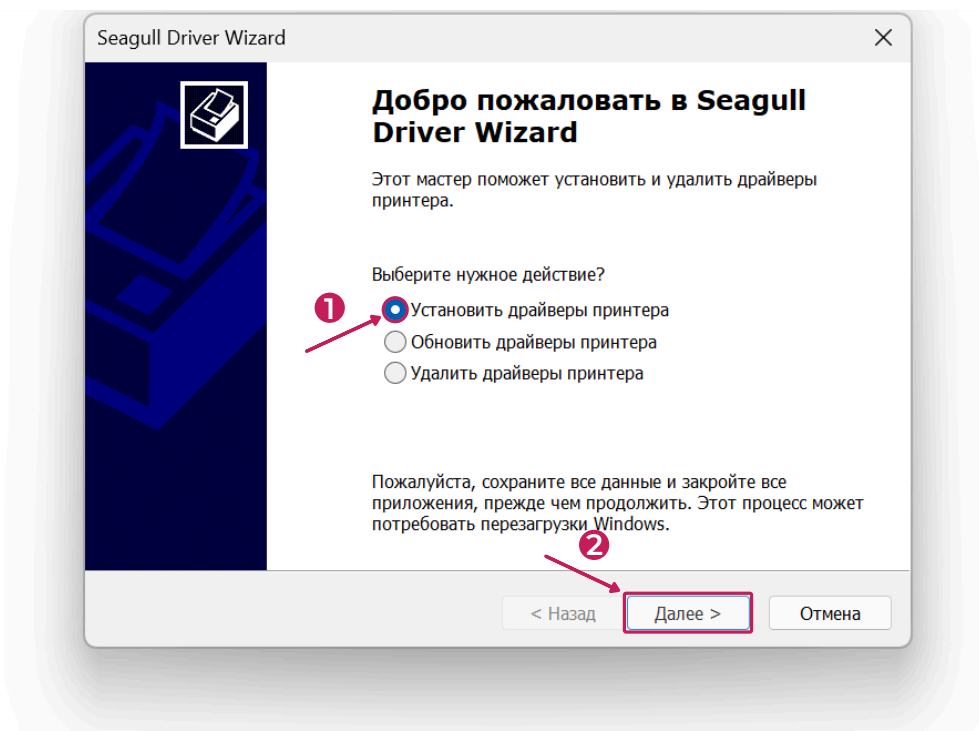 Seagull Driver Wizard
Добро пожаловать в Seagull
Driver Wizard
Этот мастер поможет установить и удалить драйверы
принтера.
Выберите нужное действие?
1
Установить драйверы принтера
Обновить драйверы принтера
Удалить драйверы принтера
Пожалуйста, сохраните все данные и закройте все
приложения, прежде чем продолжить. Этот процесс может
потребовать перезагрузки Windows.
2
< Назад
Далее >
Отмена